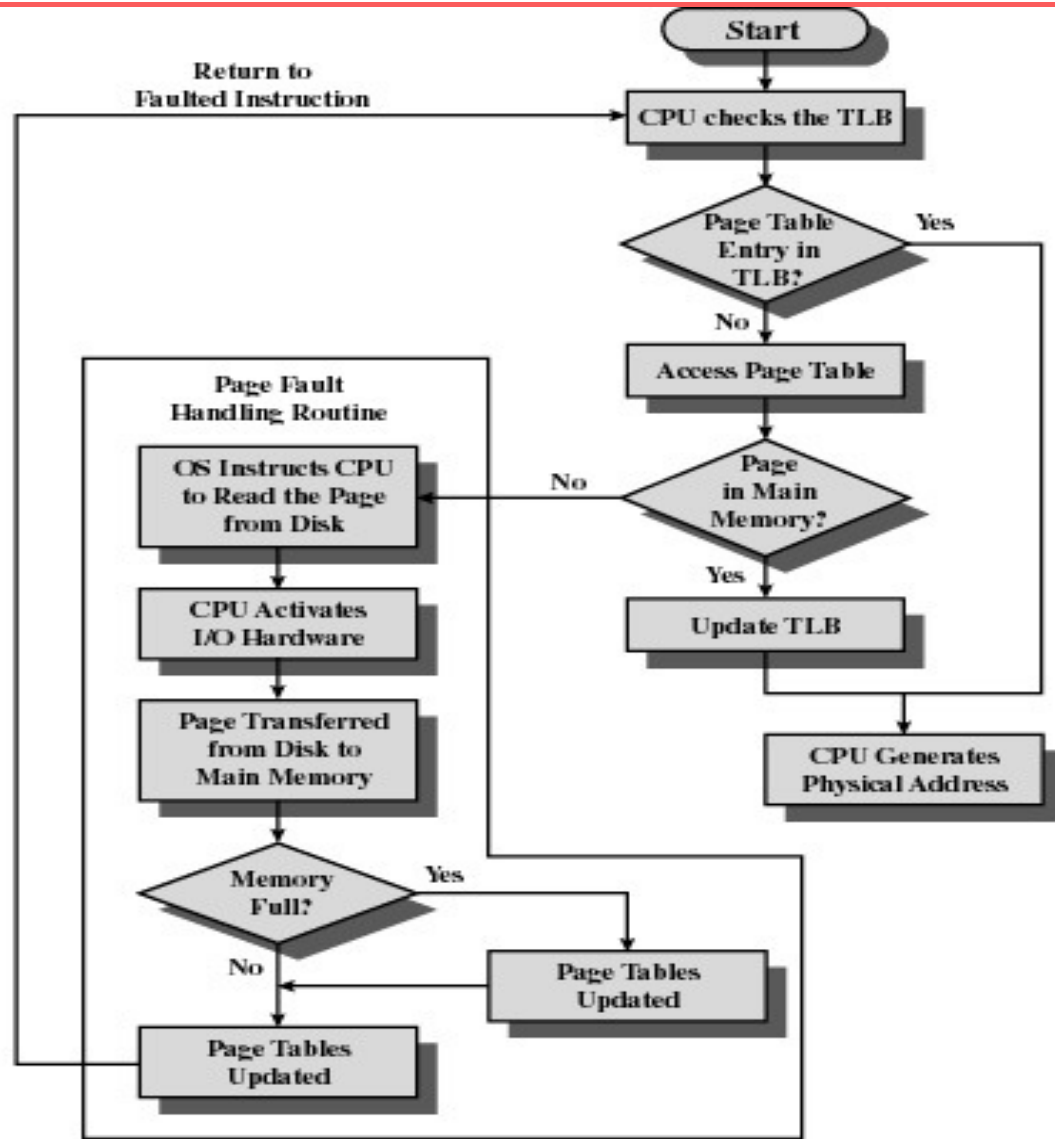 Start
Return to
Faulted Instruction
CPU checks the TLB
Page Table
Entry in
TLB?
Yes
No
Access Page Table
Page Fault
Handling Routine
OS Instructs CPU
to Read the Page
from Disk
No
Page
in Main
Memory?
Yes
CPU Activates
I/O Hardware
Update TLB
Page Transferred
from Disk to
Main Memory
CPU Generates
Physical Address
Memory
Full?
Yes
No
Page Tables
Updated
Page Tables
Updated